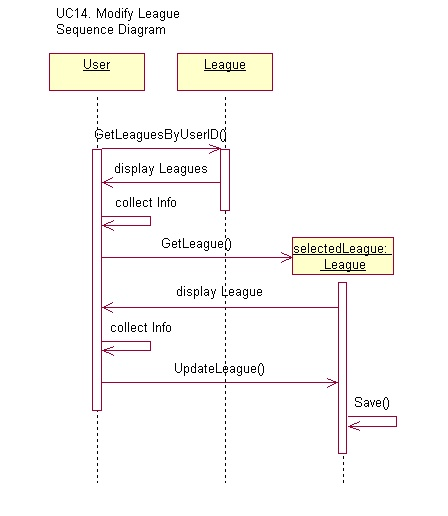 UC14. Modify League
Sequence Diagram
User
League
GetLeaguesByUserID()
display Leagues
collect Info
GetLeague()
selectedLeague:
League
display League
collect Info
UpdateLeague()
Save()